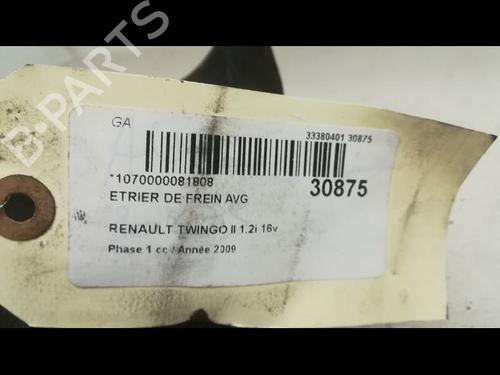 B-PARTS
GA
33380401 30875
*1070000081808
30875
ETRIER DE FREIN AVG
RENAULT TWINGO II 1.2i 16v
Phase 1 cc / Année 2009